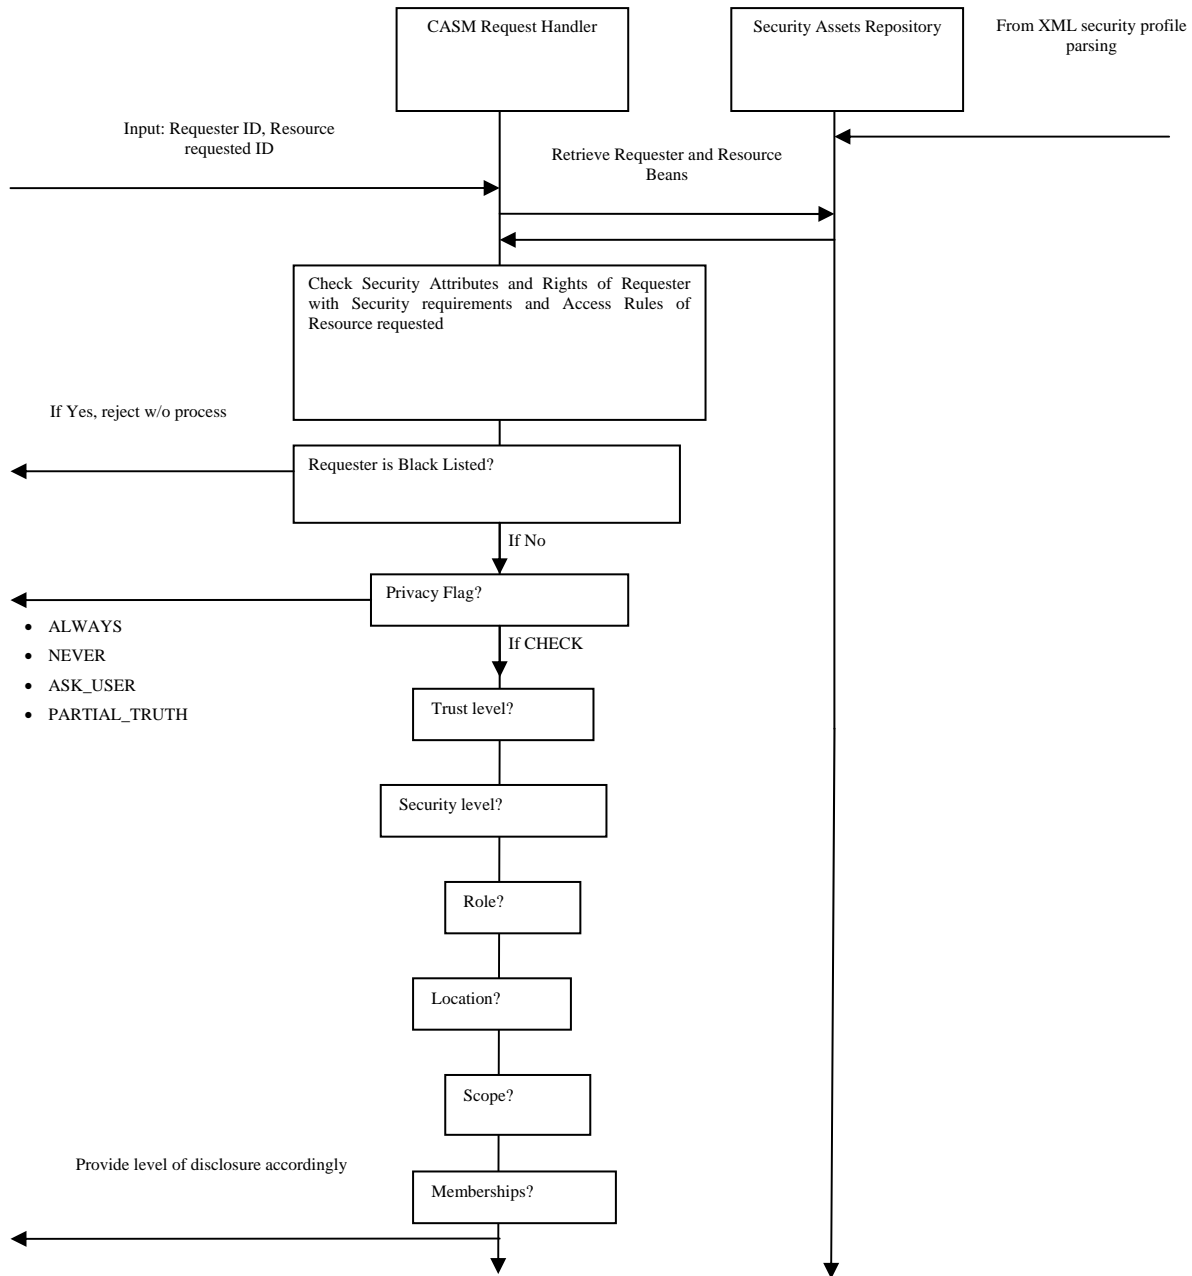 CASM Request Handler
Security Assets Repository
From XML security profile
parsing
Input: Requester ID, Resource
requested ID
Retrieve Requester and Resource
Beans
Check Security Attributes and Rights of Requester
with Security requirements and Access Rules of
Resource requested
If Yes, reject w/o process
Requester is Black Listed?
If No
Privacy Flag?
• ALWAYS
• NEVER
• ASK_USER
• PARTIAL_TRUTH
If CHECK
Trust level?
Security level?
Role?
Location?
Scope?
Provide level of disclosure accordingly
Memberships?